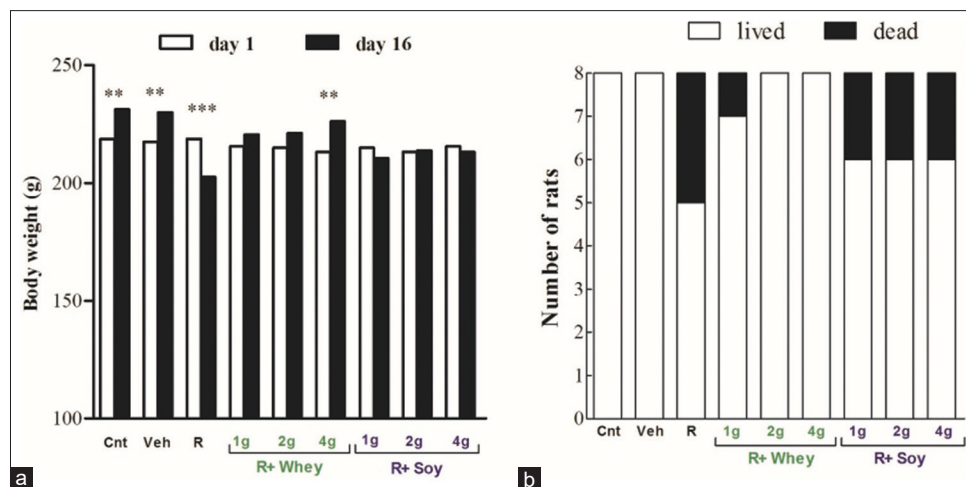 day 1 day 16
250
200
150
100
Body weight (g)
** ** *** **
Cnt Veh R 1g 2g 4g 1g 2g 4g
R+ Whey R+ Soy
a
lived dead
8
7
6
5
4
3
2
1
0
Number of rats
Cnt Veh R 1g 2g 4g 1g 2g 4g
R+ Whey R+ Soy
b